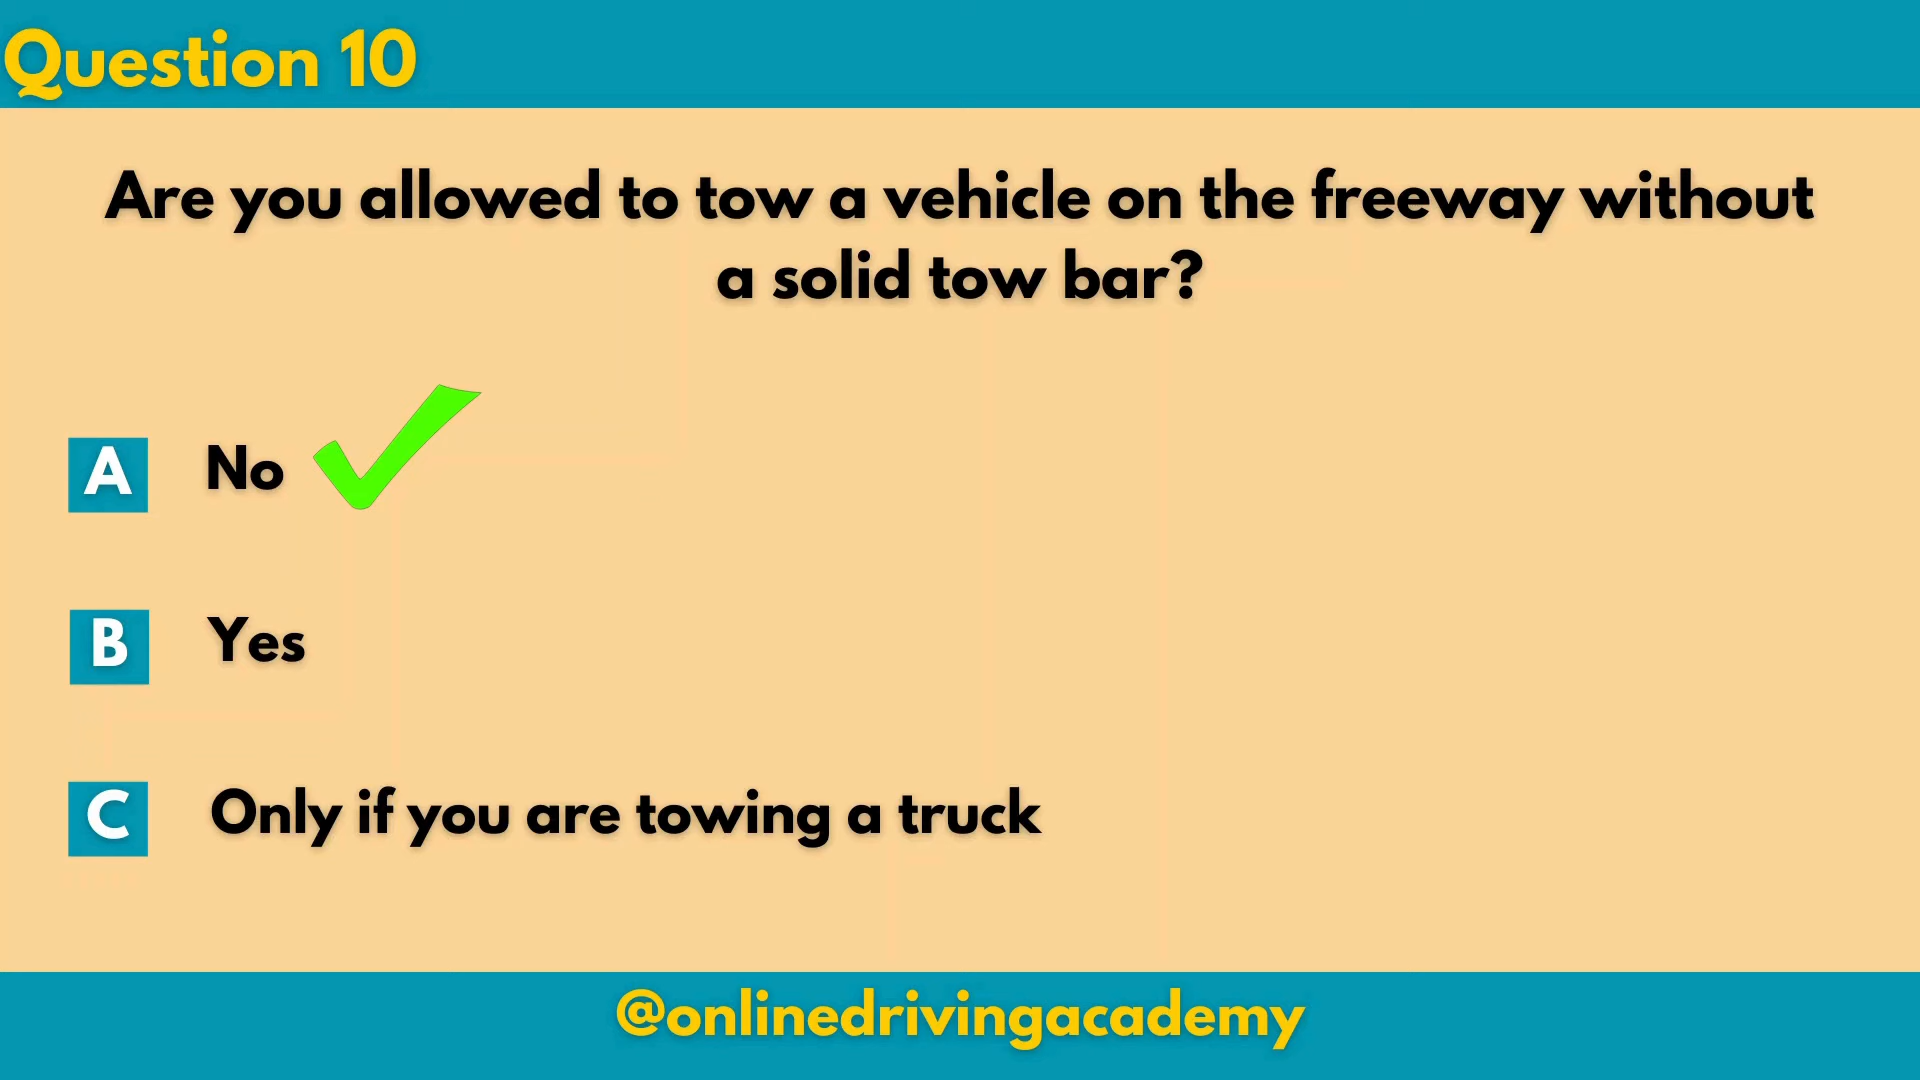 Question 10
Are you allowed to tow a vehicle on the freeway without
a solid tow bar?
A No
B Yes
C Only if you are towing a truck
@onlinedrivingacademy